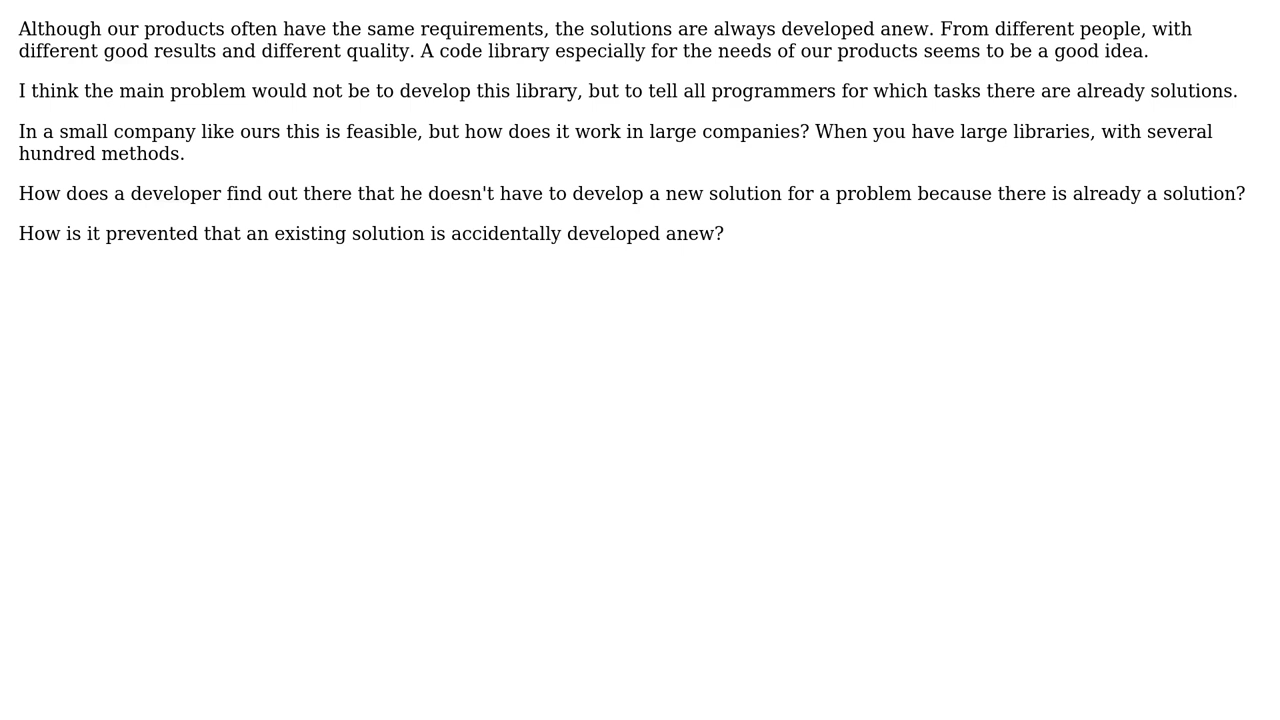 Although our products often have the same requirements, the solutions are always developed anew. From different people, with
different good results and different quality. A code library especially for the needs of our products seems to be a good idea.
I think the main problem would not be to develop this library, but to tell all programmers for which tasks there are already solutions.
In a small company like ours this is feasible, but how does it work in large companies? When you have large libraries, with several
hundred methods.
How does a developer find out there that he doesn't have to develop a new solution for a problem because there is already a solution?
How is it prevented that an existing solution is accidentally developed anew?